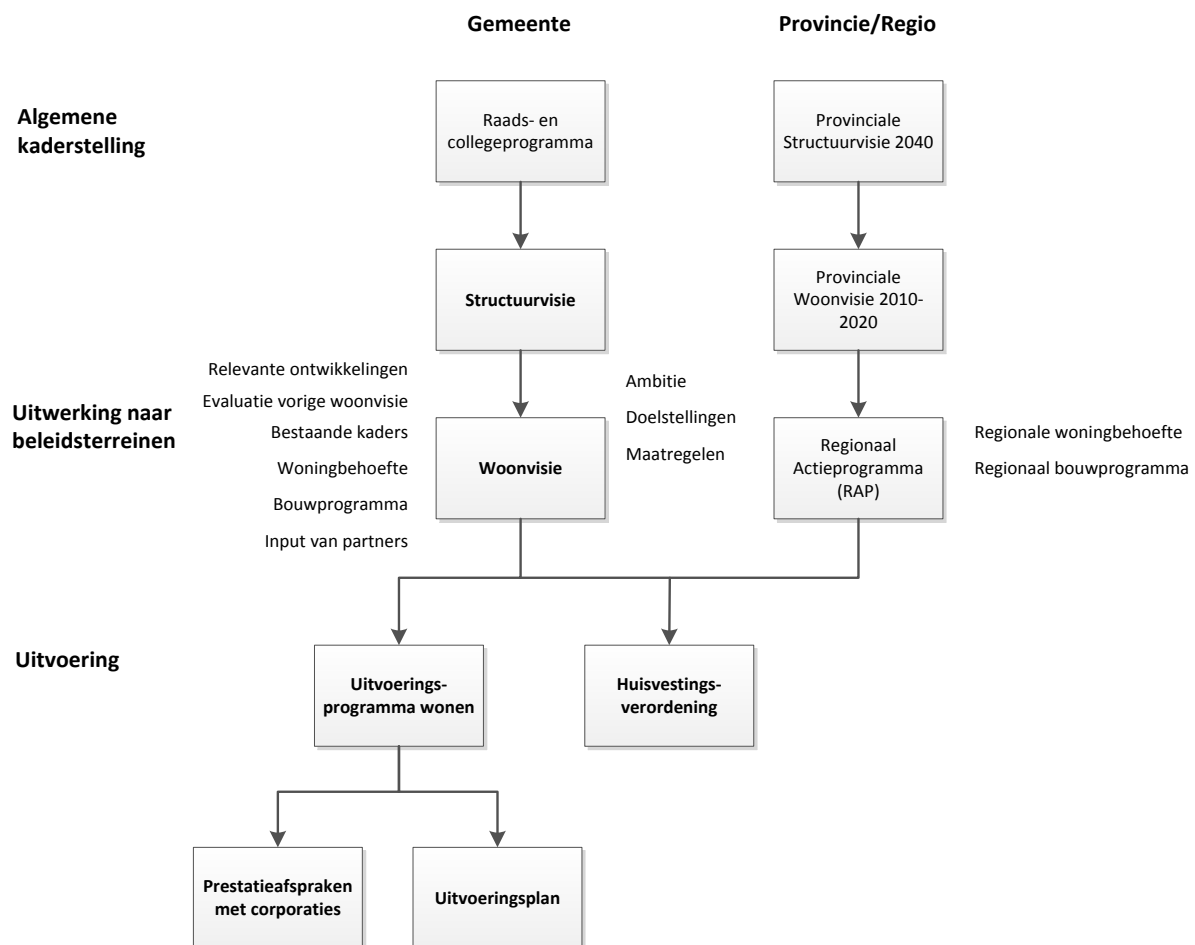 Gemeente
Provincie/Regio
Algemene
kaderstelling
Raads- en
collegeprogramma
Provinciale
Structuurvisie 2040
Structuurvisie
Provinciale
Woonvisie 2010-
2020
Uitwerking naar
beleidsterreinen
Relevante ontwikkelingen
Evaluatie vorige woonvisie
Bestaande kaders
Woningbehoefte
Bouwprogramma
Input van partners
Woonvisie
Ambitie
Doelstellingen
Maatregelen
Regionaal
Actieprogramma
(RAP)
Regionale woningbehoefte
Regionaal bouwprogramma
Uitvoering
Uitvoerings-
programma wonen
Huisvestings-
verordening
Prestatieafspraken
met corporaties
Uitvoeringsplan